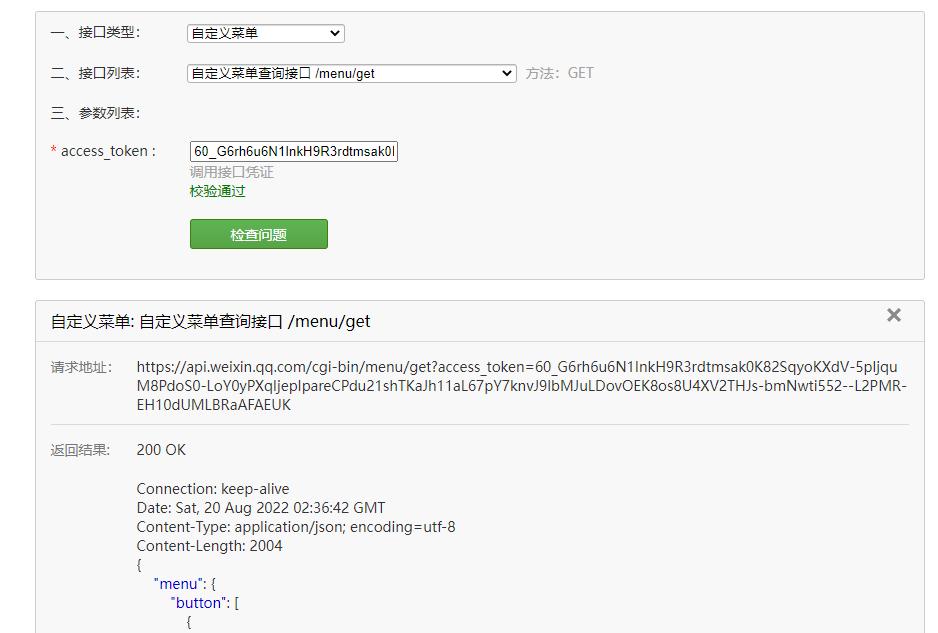 一、接口类型： 自定义菜单
二、接口列表： 自定义菜单查询接口 /menu/get 方法：GET
三、参数列表：
* access_token : 60_G6rh6u6N1InkH9R3rdtmsak0I
调用接口凭证
校验通过
检查问题
自定义菜单: 自定义菜单查询接口 /menu/get ×
请求地址： https://api.weixin.qq.com/cgi-bin/menu/get?access_token=60_G6rh6u6N1InkH9R3rdtmsak0K82SqyoKXdV-5pIjqu
M8PdoS0-LoY0yPXqIjepIpareCPdu21shTKaJh11aL67pY7knvJ9IbMJuLDovOEK8os8U4XV2THJs-bmNwti552--L2PMR-
EH10dUMLBRaAFAEUK
返回结果: 200 OK
Connection: keep-alive
Date: Sat, 20 Aug 2022 02:36:42 GMT
Content-Type: application/json; encoding=utf-8
Content-Length: 2004
{
"menu": {
"button": [
{